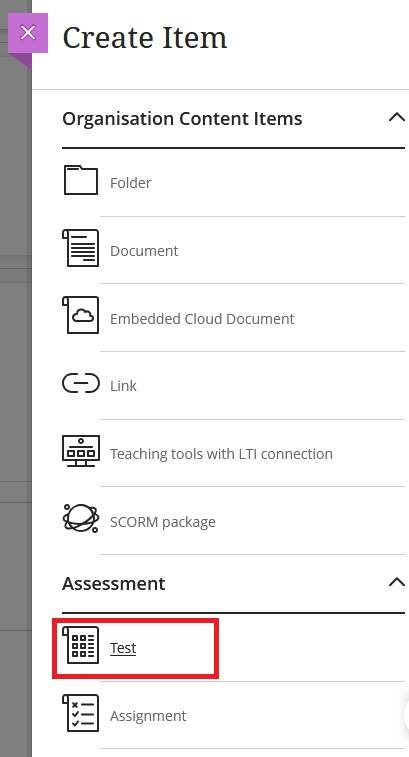 Create Item
Organisation Content Items
Folder
Document
Embedded Cloud Document
Link
Teaching tools with LTI connection
SCORM package
Assessment
Test
Assignment